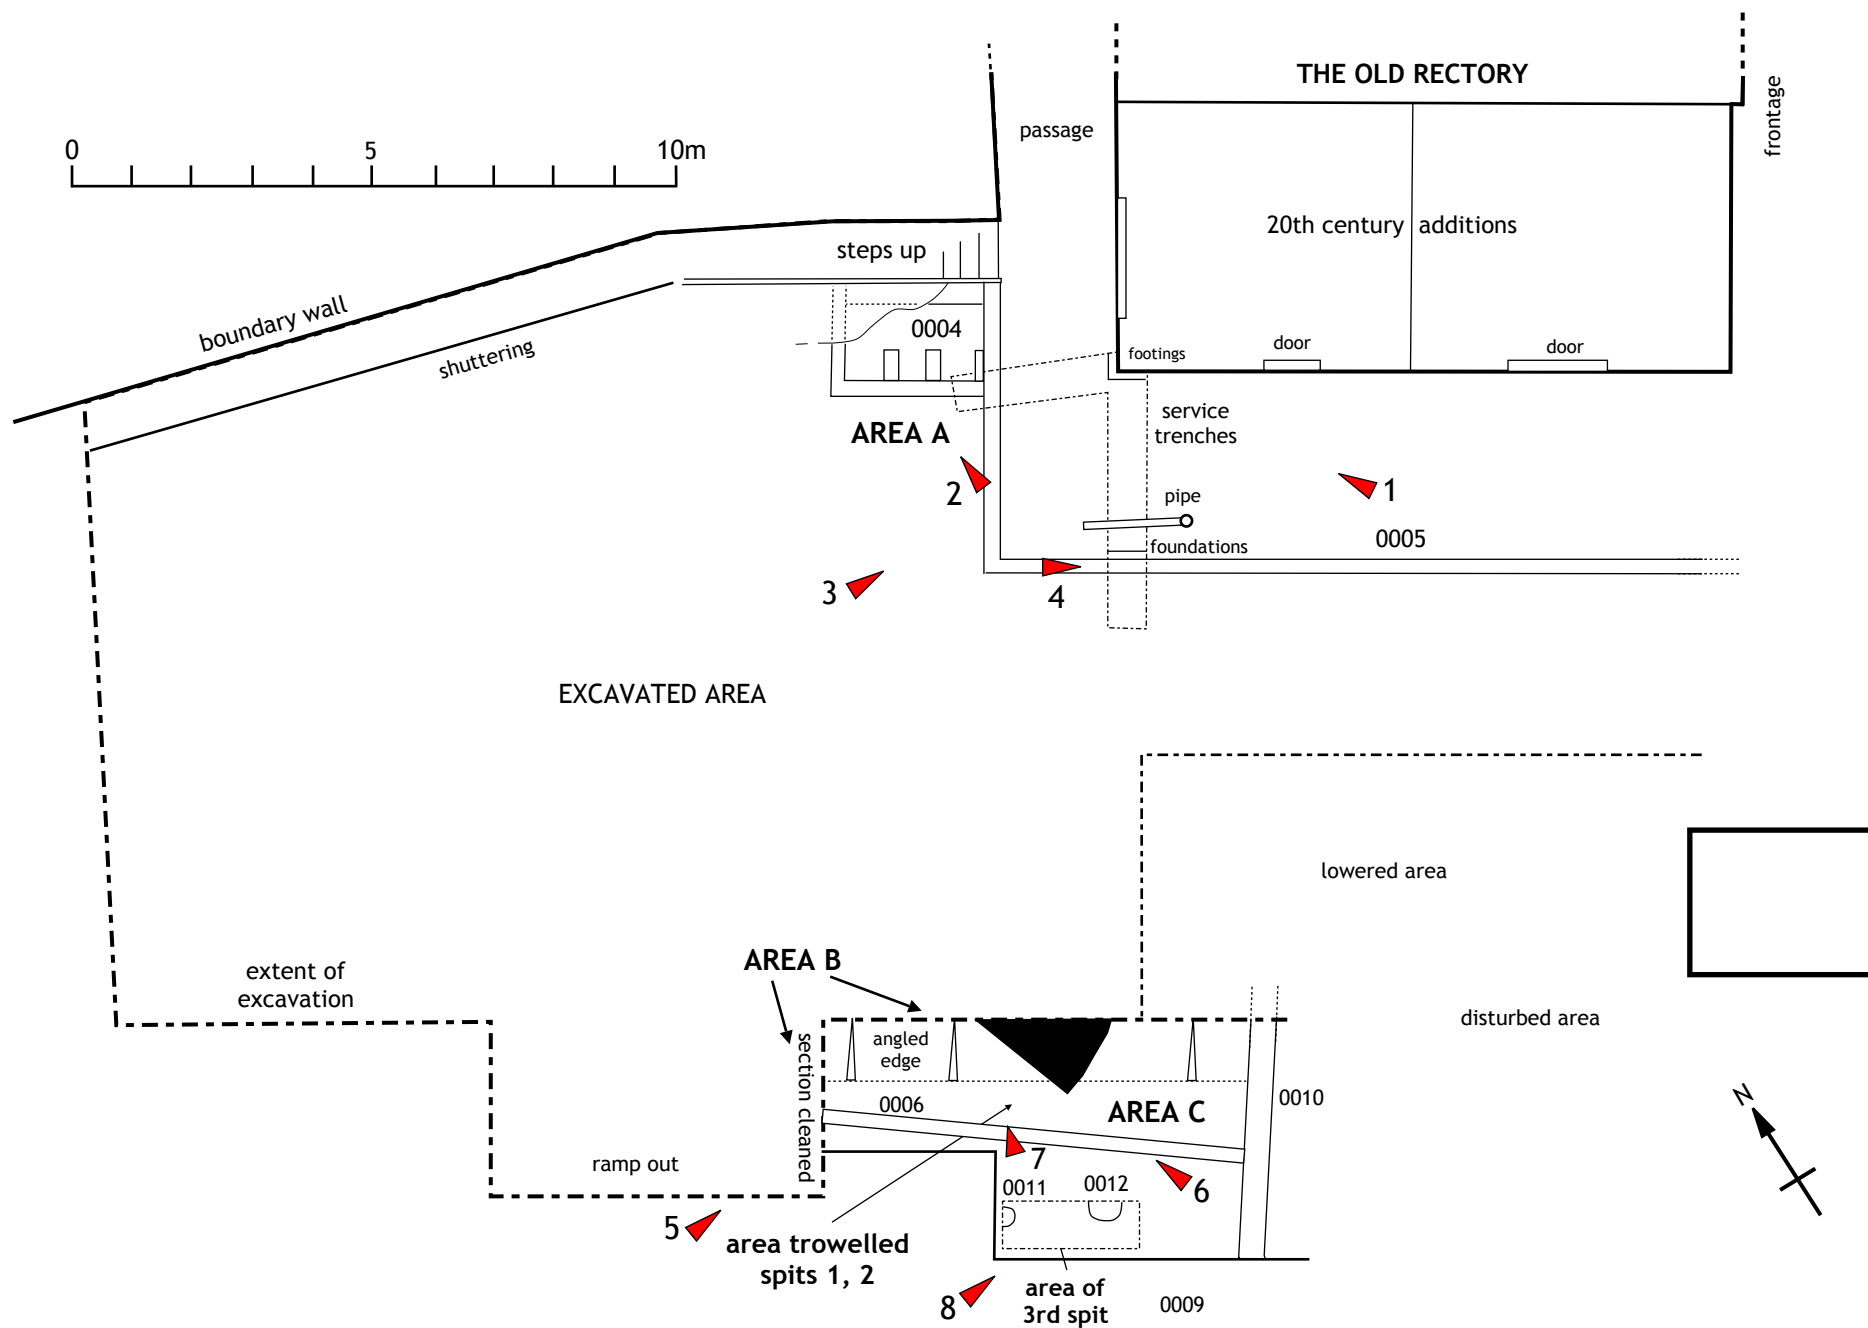 THE OLD RECTORY
frontage
passage
0 5 10m
20th century additions
steps up
boundary wall
shuttering
0004
footings
door
door
service
trenches
AREA A
2
1
pipe
0005
foundations
3
4
EXCAVATED AREA
lowered area
AREA B
extent of
excavation
disturbed area
angled
edge
section cleaned
0006
AREA C
0010
N
ramp out
7
6
0011
0012
5
area trowelled
spits 1, 2
area of
3rd spit
8
0009